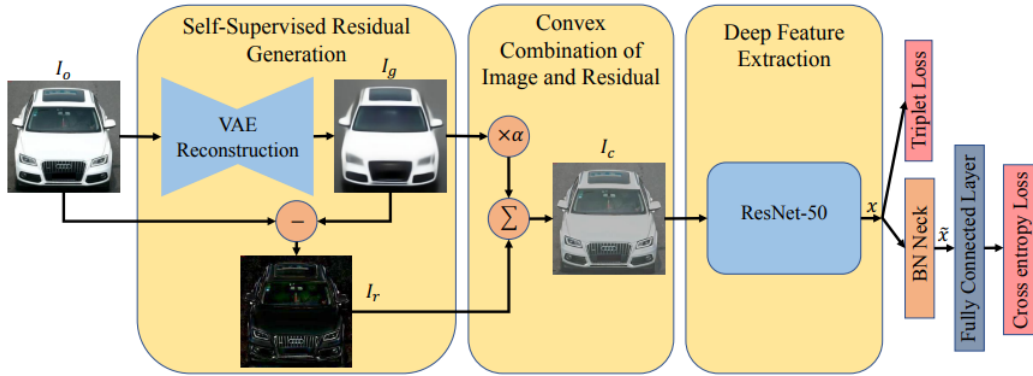 Self-Supervised Residual
Generation
Convex
Combination of
Image and Residual
Deep Feature
Extraction
I_o
I_g
VAE
Reconstruction
×α
I_c
−
∑
I_r
ResNet-50
x
Triplet Loss
BN Neck
x̃
Fully Connected Layer
Cross entropy Loss